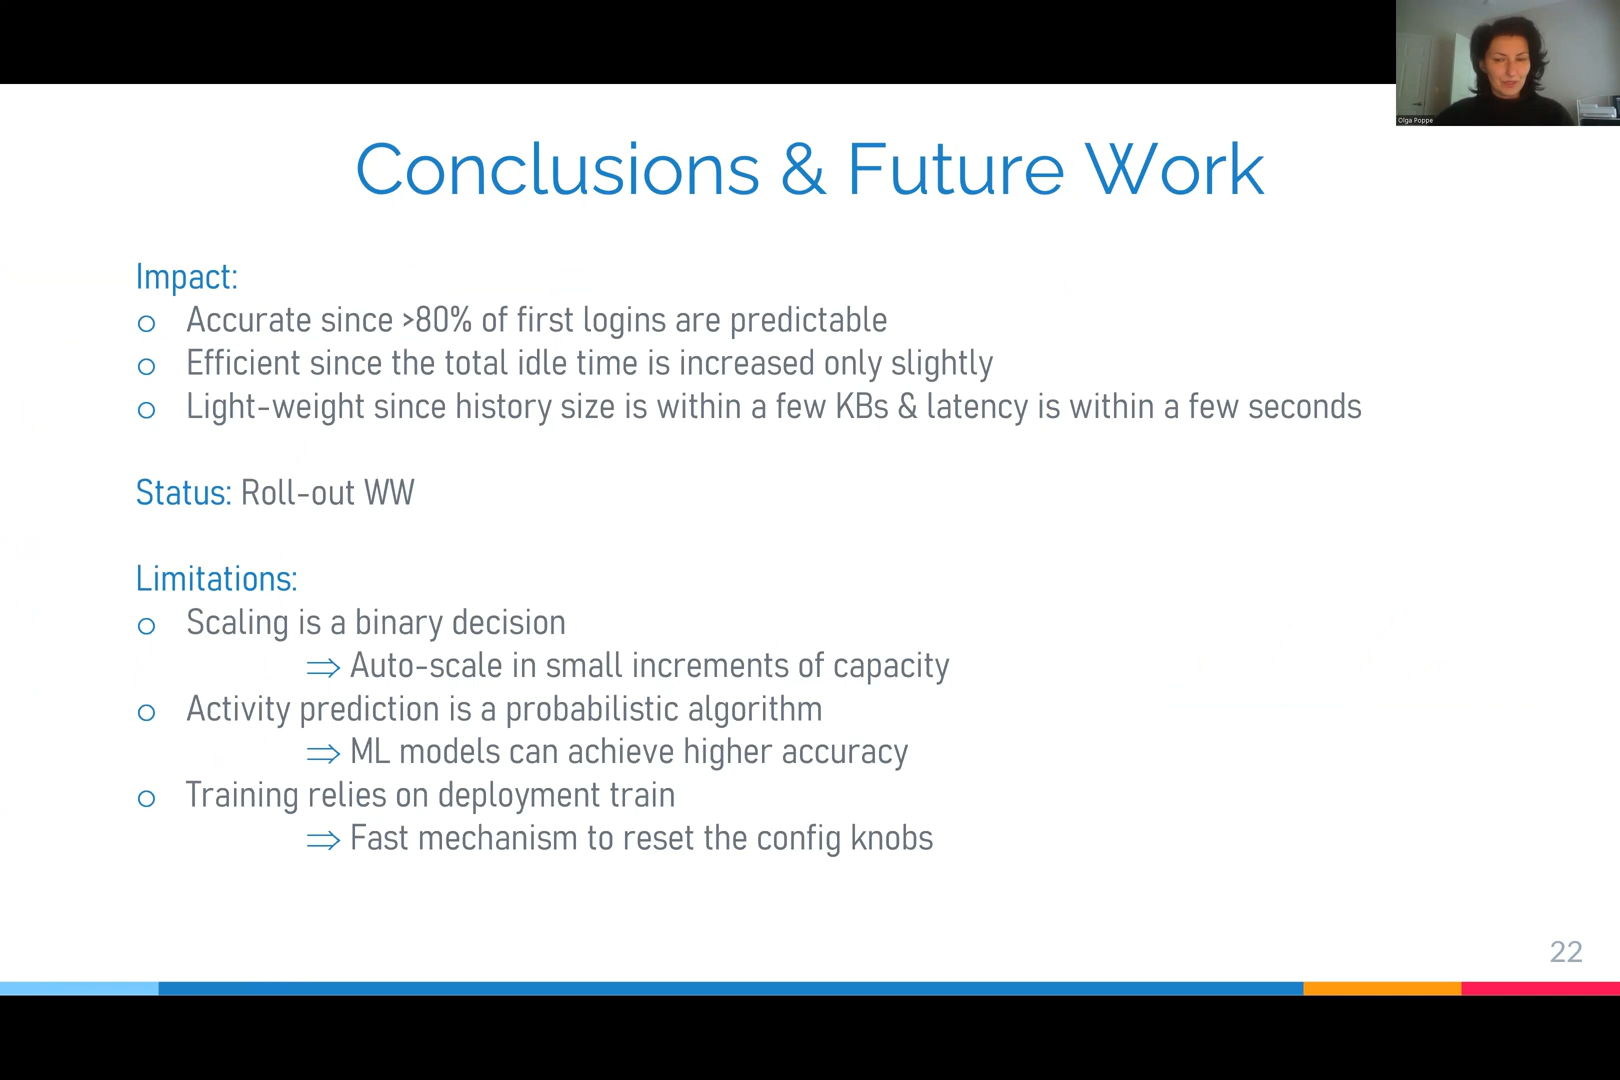 Olga Poppe
Conclusions & Future Work
Impact:
o Accurate since >80% of first logins are predictable
o Efficient since the total idle time is increased only slightly
o Light-weight since history size is within a few KBs & latency is within a few seconds
Status: Roll-out WW
Limitations:
o Scaling is a binary decision
⇒ Auto-scale in small increments of capacity
o Activity prediction is a probabilistic algorithm
⇒ ML models can achieve higher accuracy
o Training relies on deployment train
⇒ Fast mechanism to reset the config knobs
22